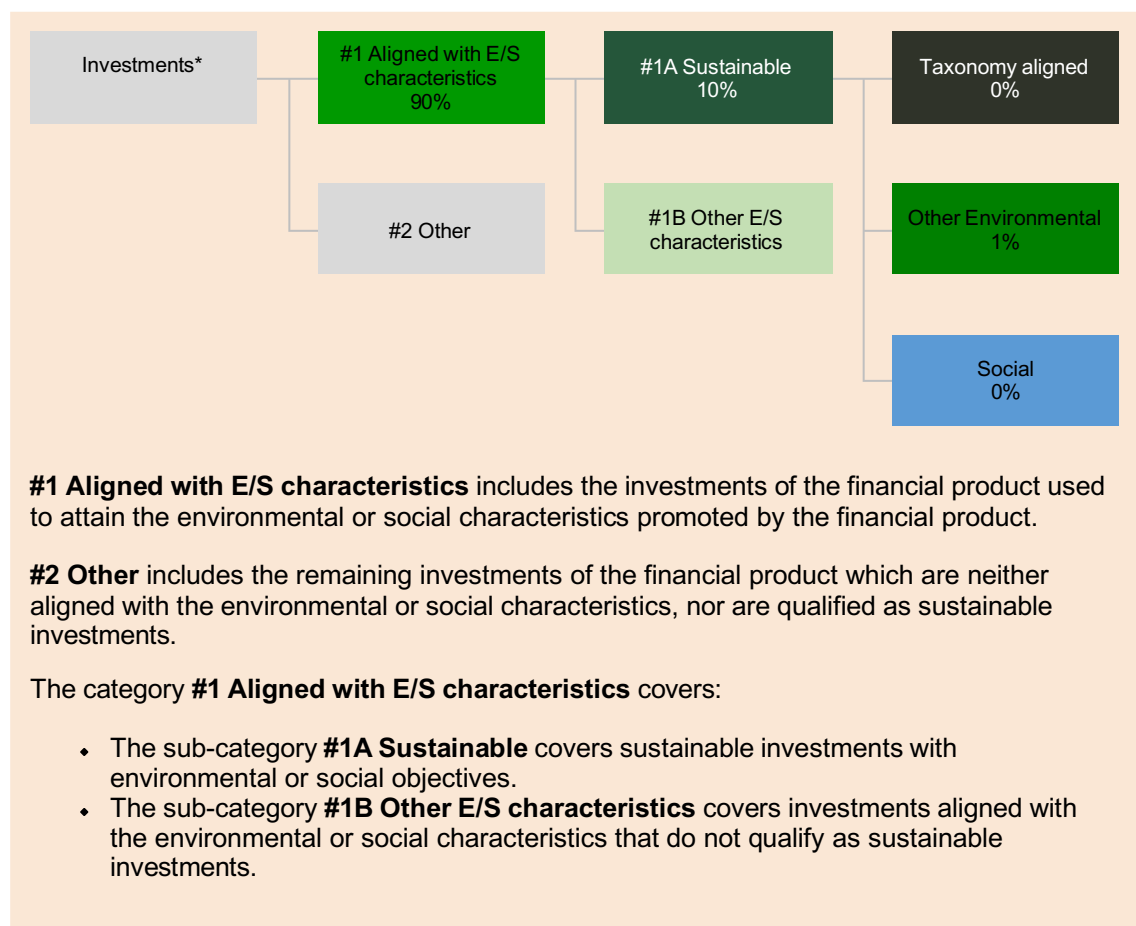 Investments*
#1 Aligned with E/S
characteristics
90%
#1A Sustainable
10%
Taxonomy aligned
0%
#2 Other
#1B Other E/S
characteristics
Other Environmental
1%
Social
0%
#1 Aligned with E/S characteristics includes the investments of the financial product used
to attain the environmental or social characteristics promoted by the financial product.
#2 Other includes the remaining investments of the financial product which are neither
aligned with the environmental or social characteristics, nor are qualified as sustainable
investments.
The category #1 Aligned with E/S characteristics covers:
• The sub-category #1A Sustainable covers sustainable investments with
environmental or social objectives.
• The sub-category #1B Other E/S characteristics covers investments aligned with
the environmental or social characteristics that do not qualify as sustainable
investments.